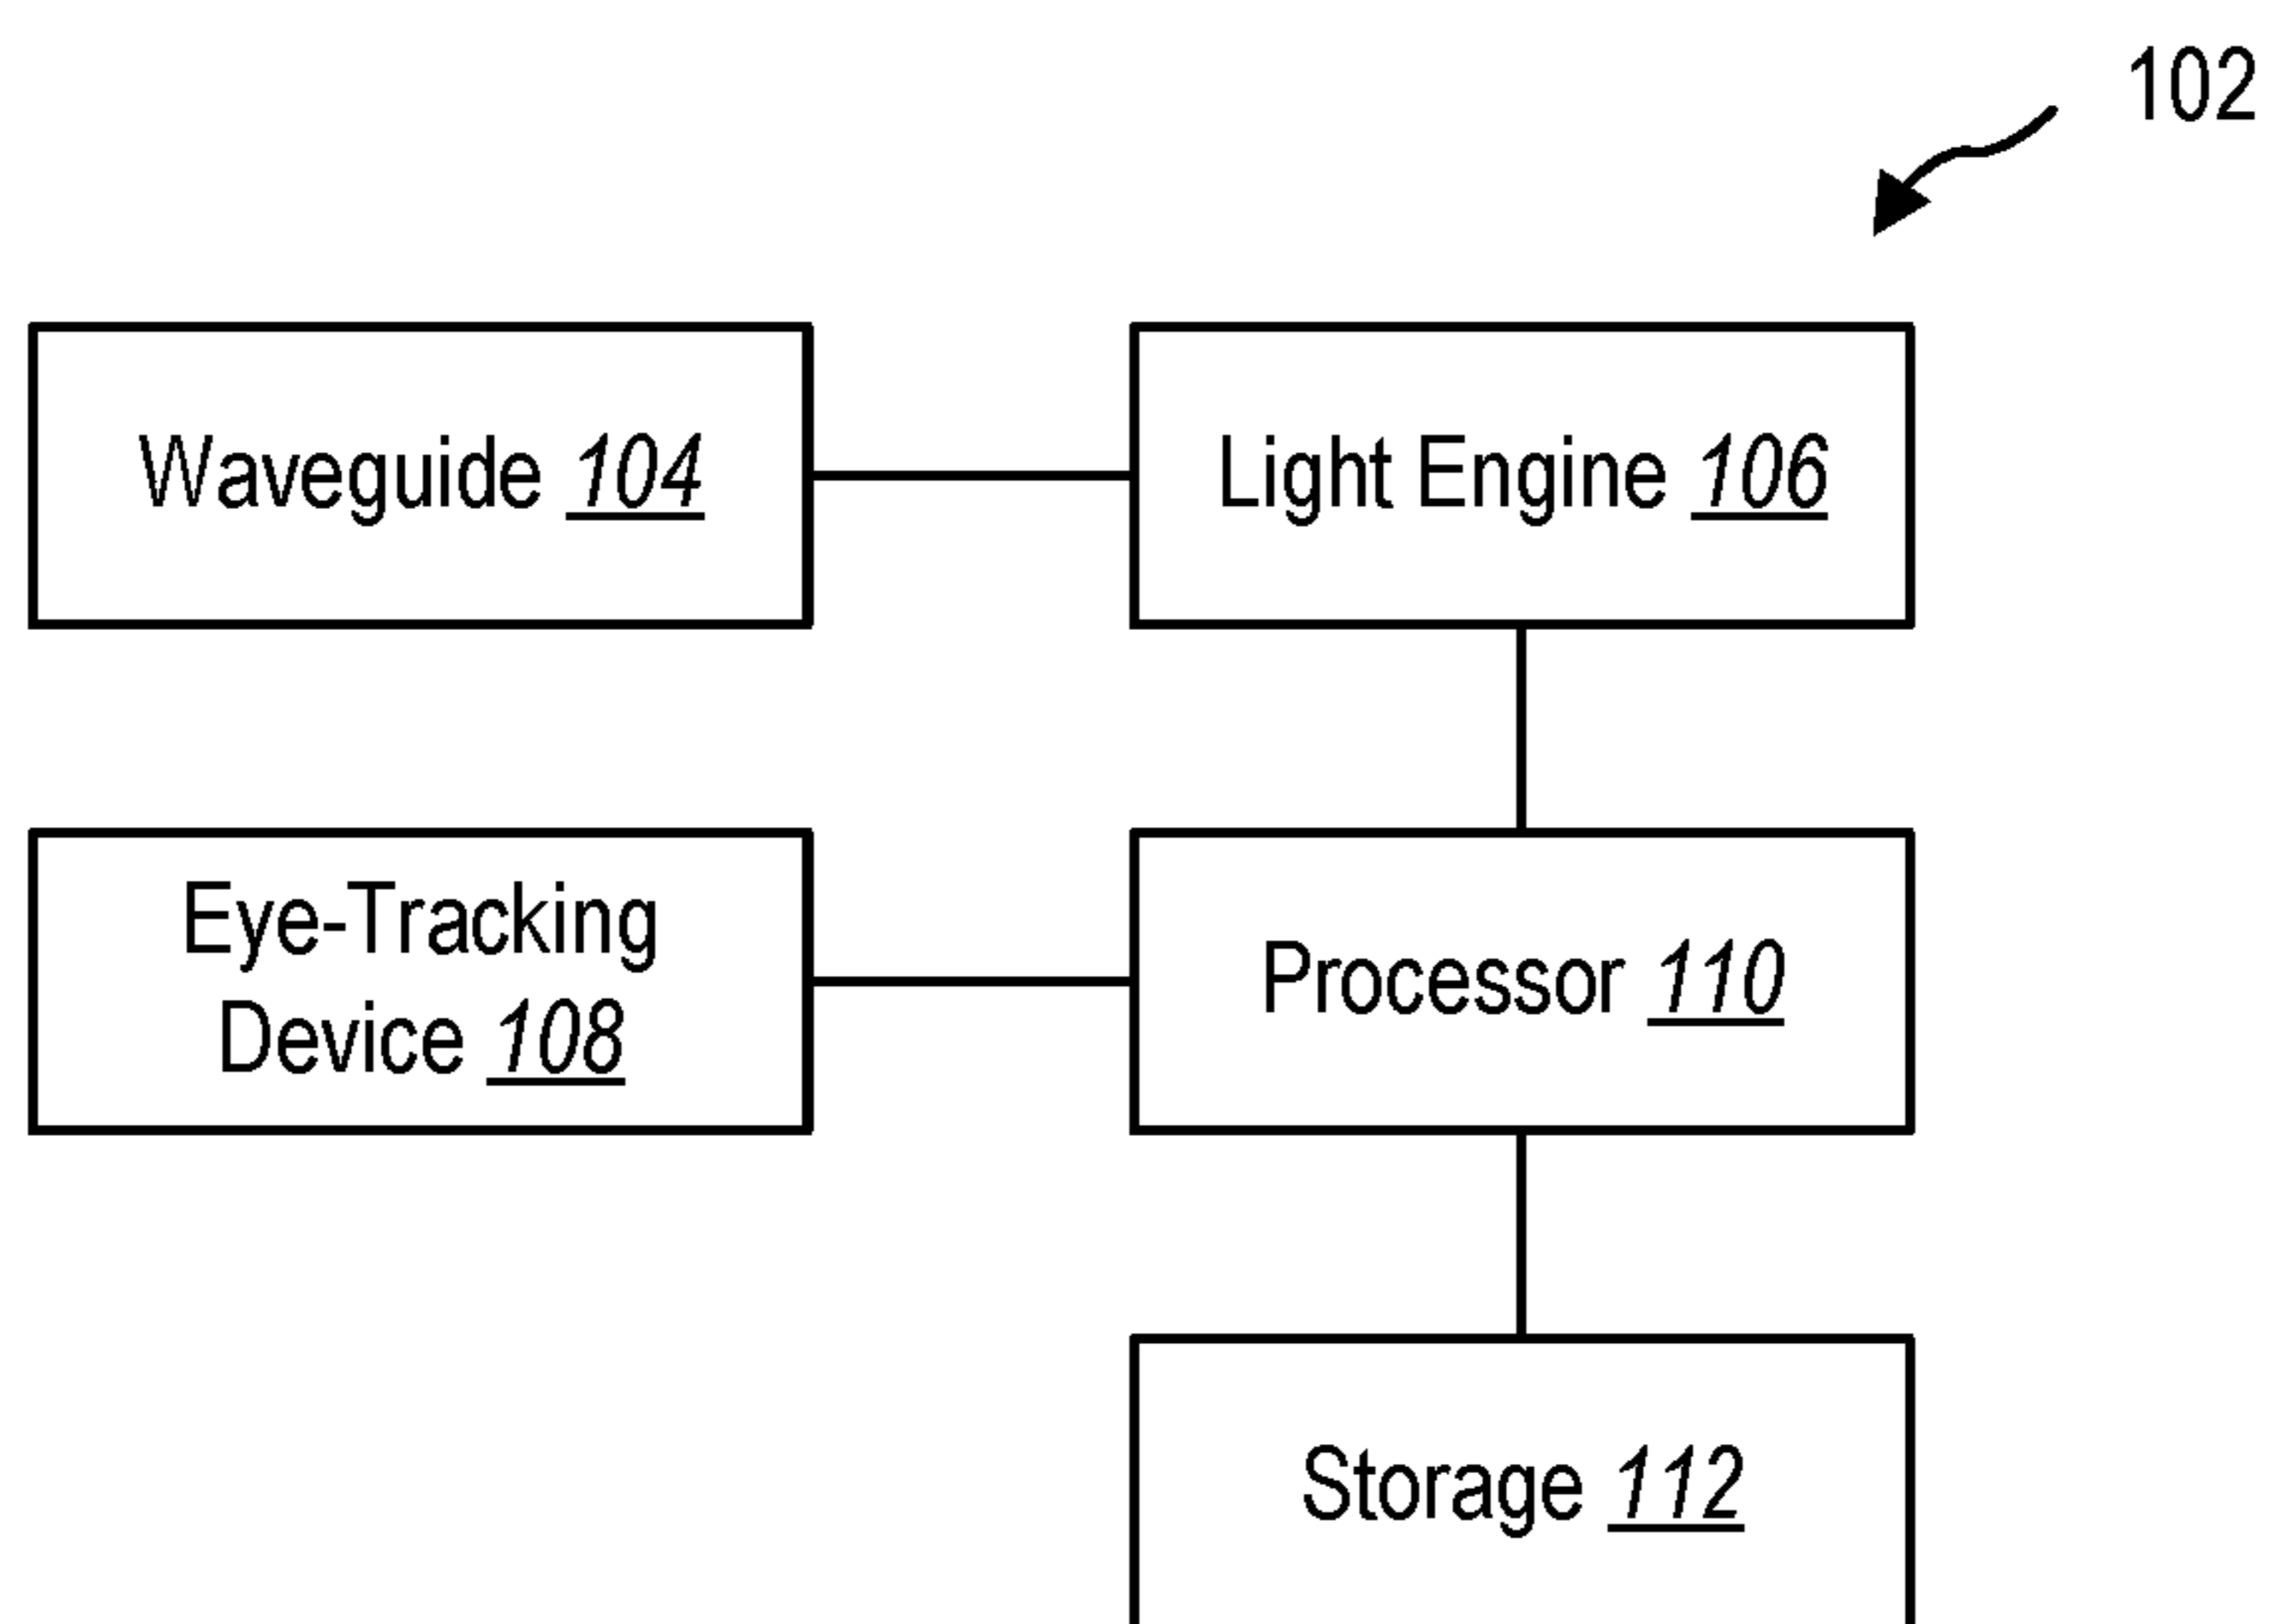 102
Waveguide 104
Light Engine 106
Eye-Tracking
Device 108
Processor 110
Storage 112